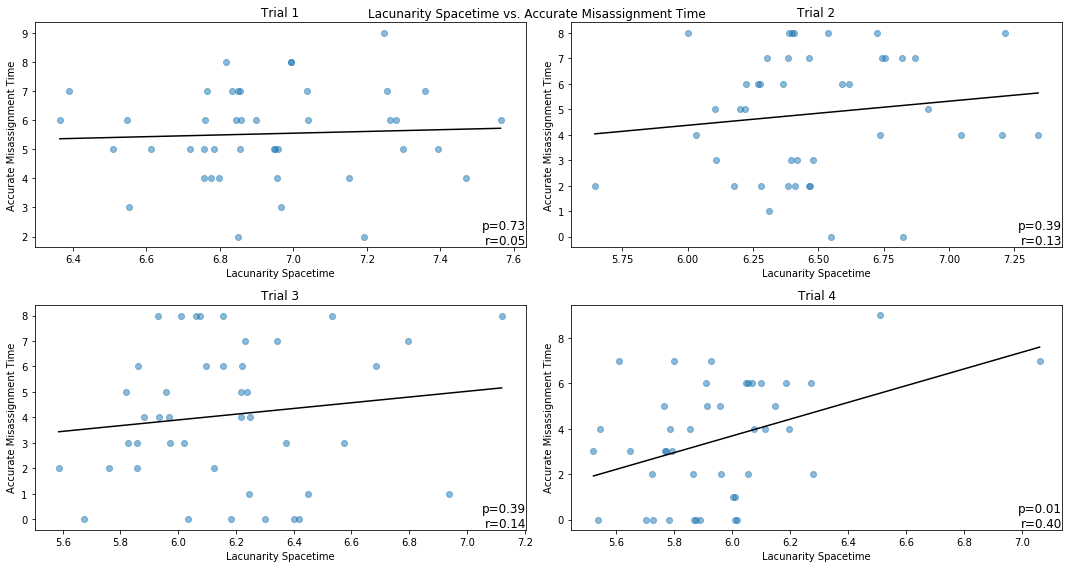 Lacunarity Spacetime vs. Accurate Misassignment Time
Trial 1
Accurate Misassignment Time
9
8
7
6
5
4
3
2
6.4 6.6 6.8 7.0 7.2 7.4 7.6
Lacunarity Spacetime
p=0.73
r=0.05
Trial 2
Accurate Misassignment Time
8
7
6
5
4
3
2
1
0
5.75 6.00 6.25 6.50 6.75 7.00 7.25
Lacunarity Spacetime
p=0.39
r=0.13
Trial 3
Accurate Misassignment Time
8
7
6
5
4
3
2
1
0
5.6 5.8 6.0 6.2 6.4 6.6 6.8 7.0 7.2
Lacunarity Spacetime
p=0.39
r=0.14
Trial 4
Accurate Misassignment Time
8
6
4
2
0
5.6 5.8 6.0 6.2 6.4 6.6 6.8 7.0
Lacunarity Spacetime
p=0.01
r=0.40